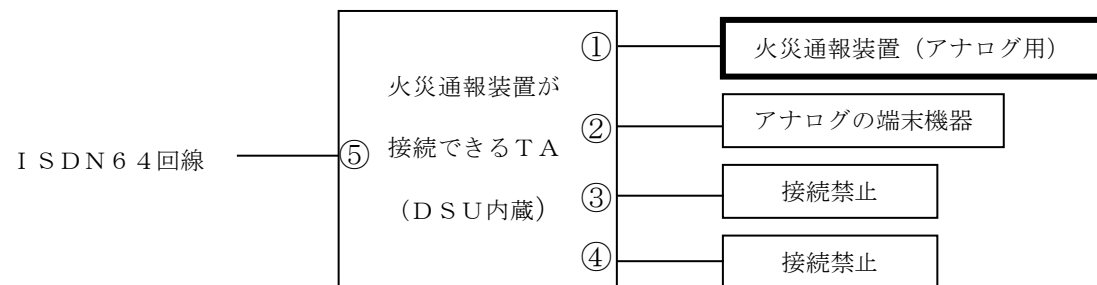 ＩＳＤＮ６４回線
⑤
火災通報装置が
接続できるＴＡ
（ＤＳＵ内蔵）
①
火災通報装置（アナログ用）
②
アナログの端末機器
③
接続禁止
④
接続禁止